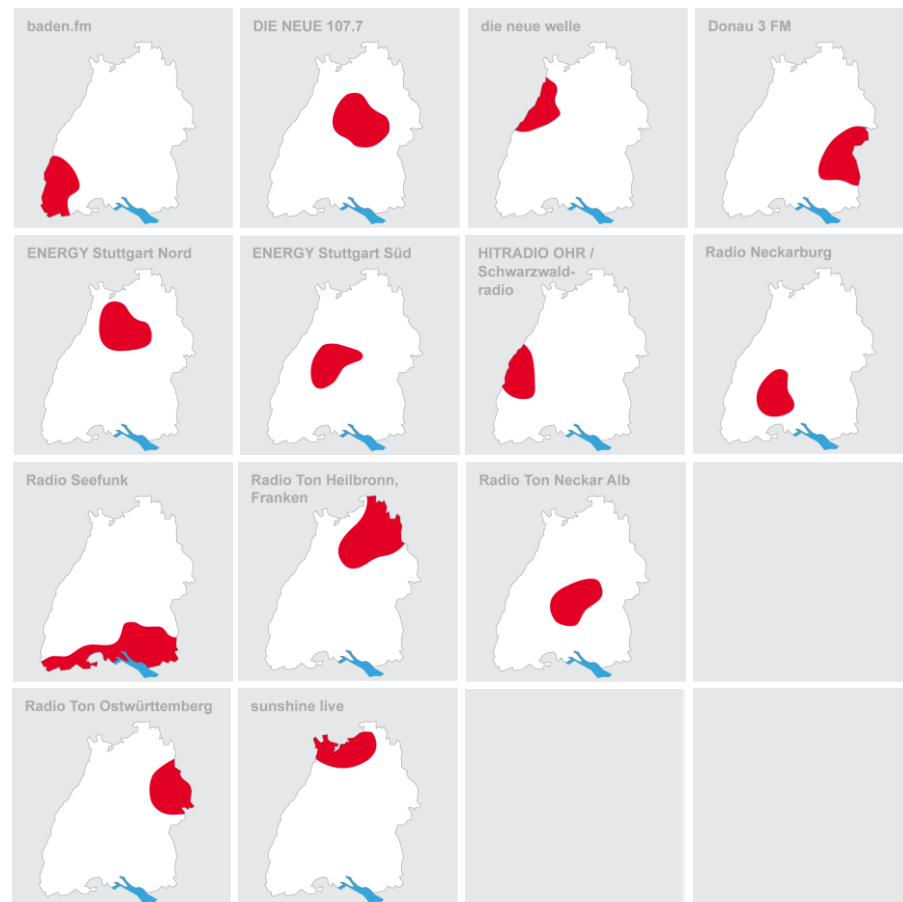 baden.fm
DIE NEUE 107.7
die neue welle
Donau 3 FM
ENERGY Stuttgart Nord
ENERGY Stuttgart Süd
HITRADIO OHR /
Schwarzwald-
radio
Radio Neckarburg
Radio Seefunk
Radio Ton Heilbronn,
Franken
Radio Ton Neckar Alb
Radio Ton Ostwürttemberg
sunshine live